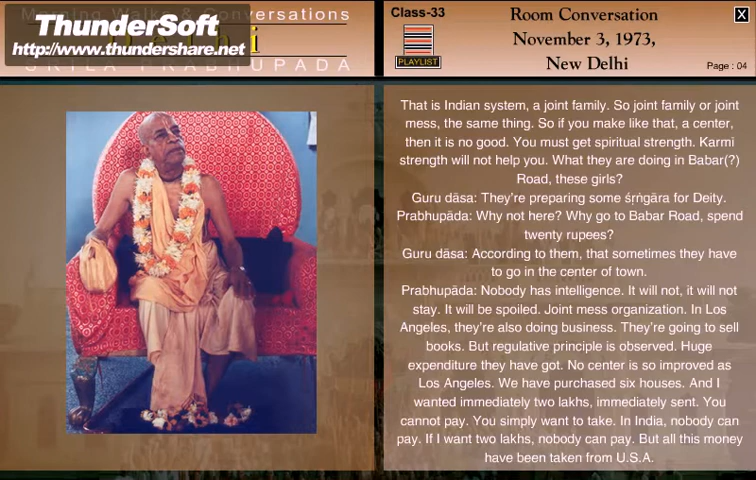 Morning Walks & Conversations
ThunderSoft
http://www.thundershare.net
SRILA PRABHUPADA
Class-33
PLAYLIST
Room Conversation
November 3, 1973,
New Delhi
X
Page : 04
That is Indian system, a joint family. So joint family or joint
mess, the same thing. So if you make like that, a center,
then it is no good. You must get spiritual strength. Karmi
strength will not help you. What they are doing in Babar(?)
Road, these girls?
Guru dāsa: They're preparing some śṛṅgāra for Deity.
Prabhupāda: Why not here? Why go to Babar Road, spend
twenty rupees?
Guru dāsa: According to them, that sometimes they have
to go in the center of town.
Prabhupāda: Nobody has intelligence. It will not, it will not
stay. It will be spoiled. Joint mess organization. In Los
Angeles, they're also doing business. They're going to sell
books. But regulative principle is observed. Huge
expenditure they have got. No center is so improved as
Los Angeles. We have purchased six houses. And I
wanted immediately two lakhs, immediately sent. You
cannot pay. You simply want to take. In India, nobody can
pay. If I want two lakhs, nobody can pay. But all this money
have been taken from U.S.A.